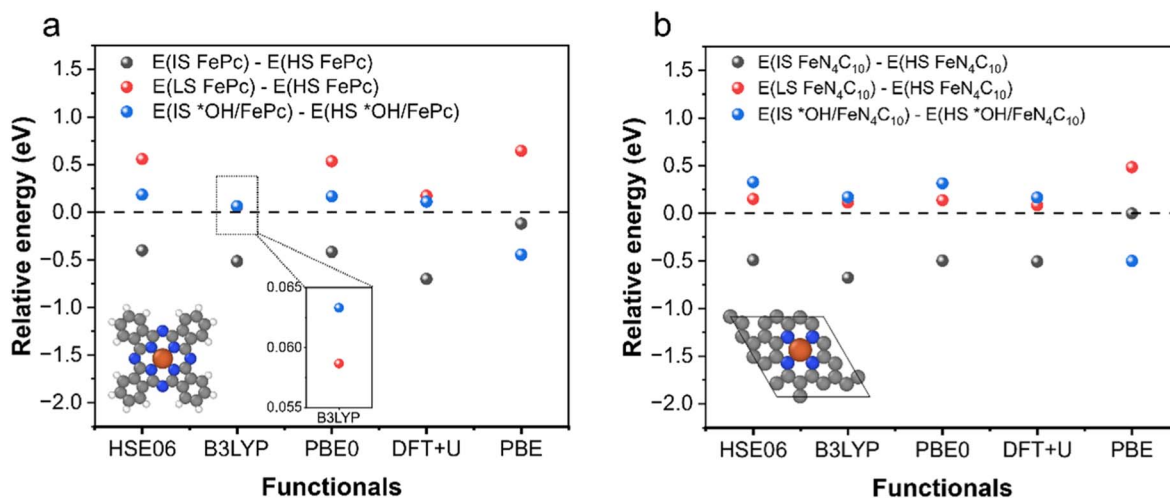 a
E(IS FePc) - E(HS FePc)
E(LS FePc) - E(HS FePc)
E(IS *OH/FePc) - E(HS *OH/FePc)
Relative energy (eV)
1.5
1.0
0.5
0.0
−0.5
−1.0
−1.5
−2.0
0.065
0.060
0.055
B3LYP
HSE06 B3LYP PBE0 DFT+U PBE
Functionals
b
E(IS FeN₄C₁₀) - E(HS FeN₄C₁₀)
E(LS FeN₄C₁₀) - E(HS FeN₄C₁₀)
E(IS *OH/FeN₄C₁₀) - E(HS *OH/FeN₄C₁₀)
Relative energy (eV)
1.5
1.0
0.5
0.0
−0.5
−1.0
−1.5
−2.0
HSE06 B3LYP PBE0 DFT+U PBE
Functionals